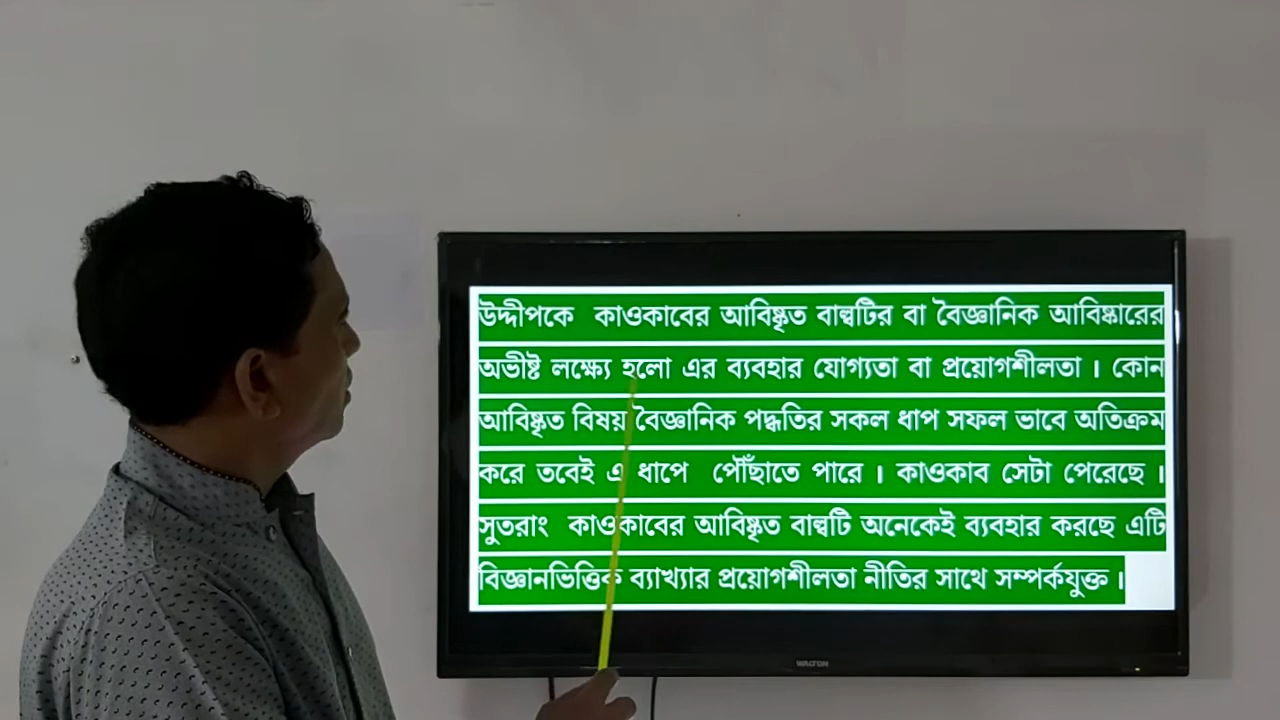 উদ্দীপকে কাওকাবের আবিষ্কৃত বাল্বটির বা বৈজ্ঞানিক আবিষ্কারের
অভীষ্ট লক্ষ্যে হলো এর ব্যবহার যোগ্যতা বা প্রয়োগশীলতা । কোন
আবিষ্কৃত বিষয় বৈজ্ঞানিক পদ্ধতির সকল ধাপ সফল ভাবে অতিক্রম
করে তবেই এ ধাপে পৌঁছাতে পারে । কাওকাব সেটা পেরেছে ।
সুতরাং কাওকাবের আবিষ্কৃত বাল্বটি অনেকেই ব্যবহার করছে এটি
বিজ্ঞানভিত্তিক ব্যাখ্যার প্রয়োগশীলতা নীতির সাথে সম্পর্কযুক্ত ।
WALTON